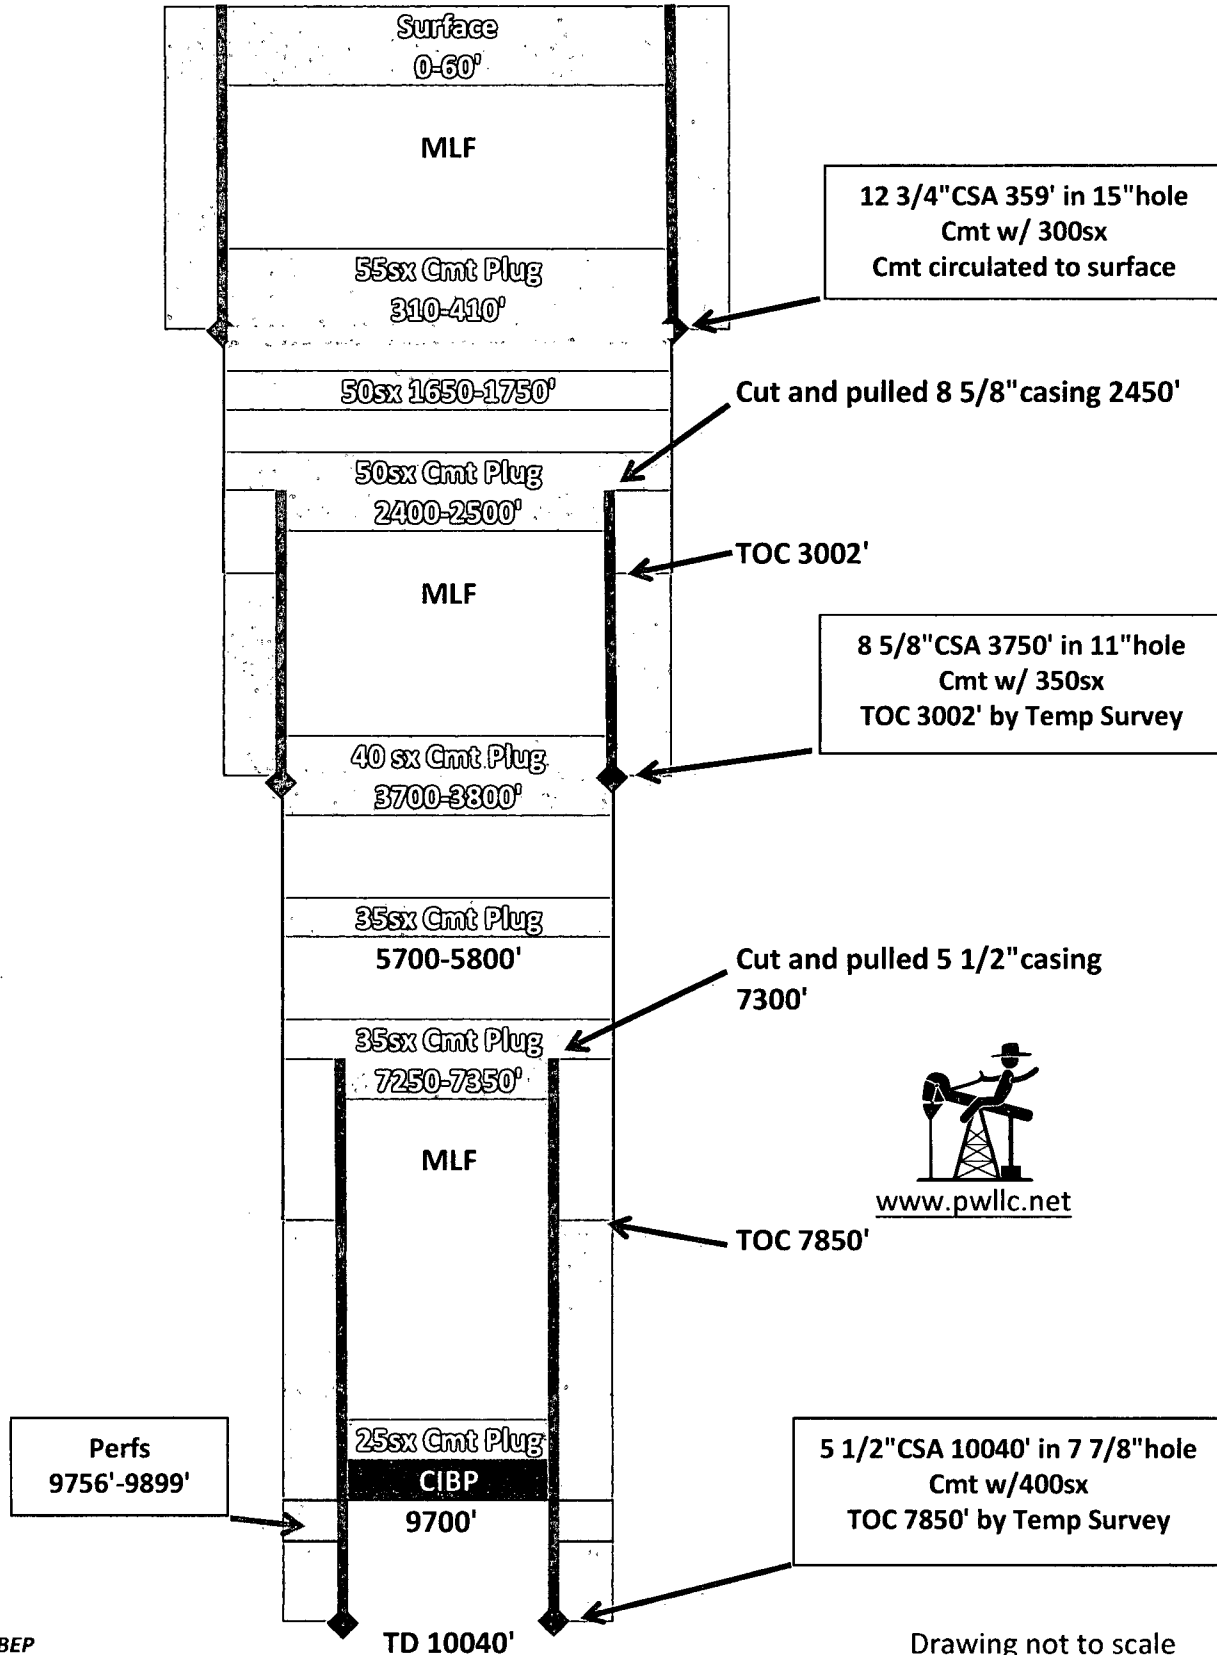 Surface
0-60'
MLF
12 3/4"CSA 359' in 15"hole
Cmt w/ 300sx
Cmt circulated to surface
55sx Cmt Plug
310-410'
50sx 1650-1750'
Cut and pulled 8 5/8"casing 2450'
50sx Cmt Plug
2400-2500'
TOC 3002'
MLF
8 5/8"CSA 3750' in 11"hole
Cmt w/ 350sx
TOC 3002' by Temp Survey
40 sx Cmt Plug
3700-3800'
35sx Cmt Plug
5700-5800'
Cut and pulled 5 1/2"casing
7300'
35sx Cmt Plug
7250-7350'
MLF
www.pwllc.net
TOC 7850'
25sx Cmt Plug
CIBP
9700'
Perfs
9756'-9899'
5 1/2"CSA 10040' in 7 7/8"hole
Cmt w/400sx
TOC 7850' by Temp Survey
BEP
TD 10040'
Drawing not to scale